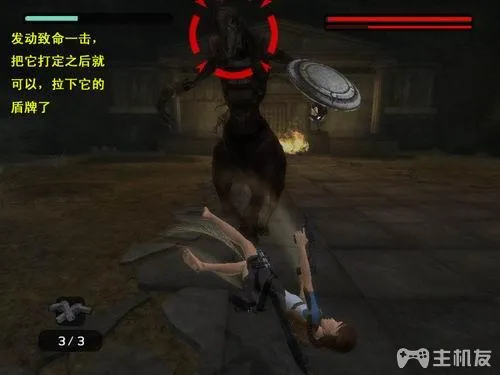 发动致命一击，
把它打定之后就
可以，拉下它的
盾牌了
3/3
主机友